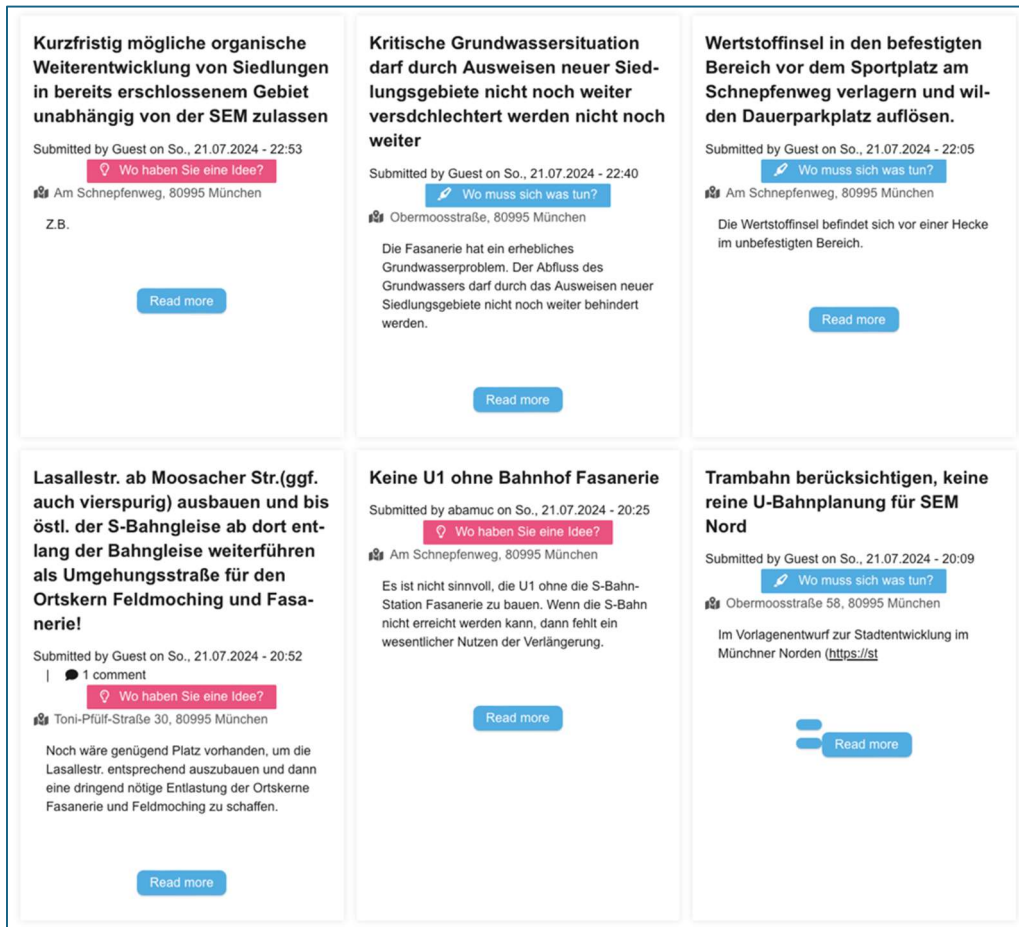 Kurzfristig mögliche organische
Weiterentwicklung von Siedlungen
in bereits erschlossenem Gebiet
unabhängig von der SEM zulassen
Submitted by Guest on So., 21.07.2024 - 22:53
Wo haben Sie eine Idee?
Am Schnepfenweg, 80995 München
Z.B.
Read more
Kritische Grundwassersituation
darf durch Ausweisen neuer Sied-
lungsgebiete nicht noch weiter
versdchlechtert werden nicht noch
weiter
Submitted by Guest on So., 21.07.2024 - 22:40
Wo muss sich was tun?
Obermoosstraße, 80995 München
Die Fasanerie hat ein erhebliches
Grundwasserproblem. Der Abfluss des
Grundwassers darf durch das Ausweisen neuer
Siedlungsgebiete nicht noch weiter behindert
werden.
Read more
Wertstoffinsel in den befestigten
Bereich vor dem Sportplatz am
Schnepfenweg verlagern und wil-
den Dauerparkplatz auflösen.
Submitted by Guest on So., 21.07.2024 - 22:05
Wo muss sich was tun?
Am Schnepfenweg, 80995 München
Die Wertstoffinsel befindet sich vor einer Hecke
im unbefestigten Bereich.
Read more
Lasallestr. ab Moosacher Str.(ggf.
auch vierspurig) ausbauen und bis
östl. der S-Bahngleise ab dort ent-
lang der Bahngleise weiterführen
als Umgehungsstraße für den
Ortskern Feldmoching und Fasa-
nerie!
Submitted by Guest on So., 21.07.2024 - 20:52
| 1 comment
Wo haben Sie eine Idee?
Toni-Pfülf-Straße 30, 80995 München
Noch wäre genügend Platz vorhanden, um die
Lasallestr. entsprechend auszubauen und dann
eine dringend nötige Entlastung der Ortskerne
Fasanerie und Feldmoching zu schaffen.
Read more
Keine U1 ohne Bahnhof Fasanerie
Submitted by abamuc on So., 21.07.2024 - 20:25
Wo haben Sie eine Idee?
Am Schnepfenweg, 80995 München
Es ist nicht sinnvoll, die U1 ohne die S-Bahn-
Station Fasanerie zu bauen. Wenn die S-Bahn
nicht erreicht werden kann, dann fehlt ein
wesentlicher Nutzen der Verlängerung.
Read more
Trambahn berücksichtigen, keine
reine U-Bahnplanung für SEM
Nord
Submitted by Guest on So., 21.07.2024 - 20:09
Wo muss sich was tun?
Obermoosstraße 58, 80995 München
Im Vorlagenentwurf zur Stadtentwicklung im
Münchner Norden (https://st
Read more